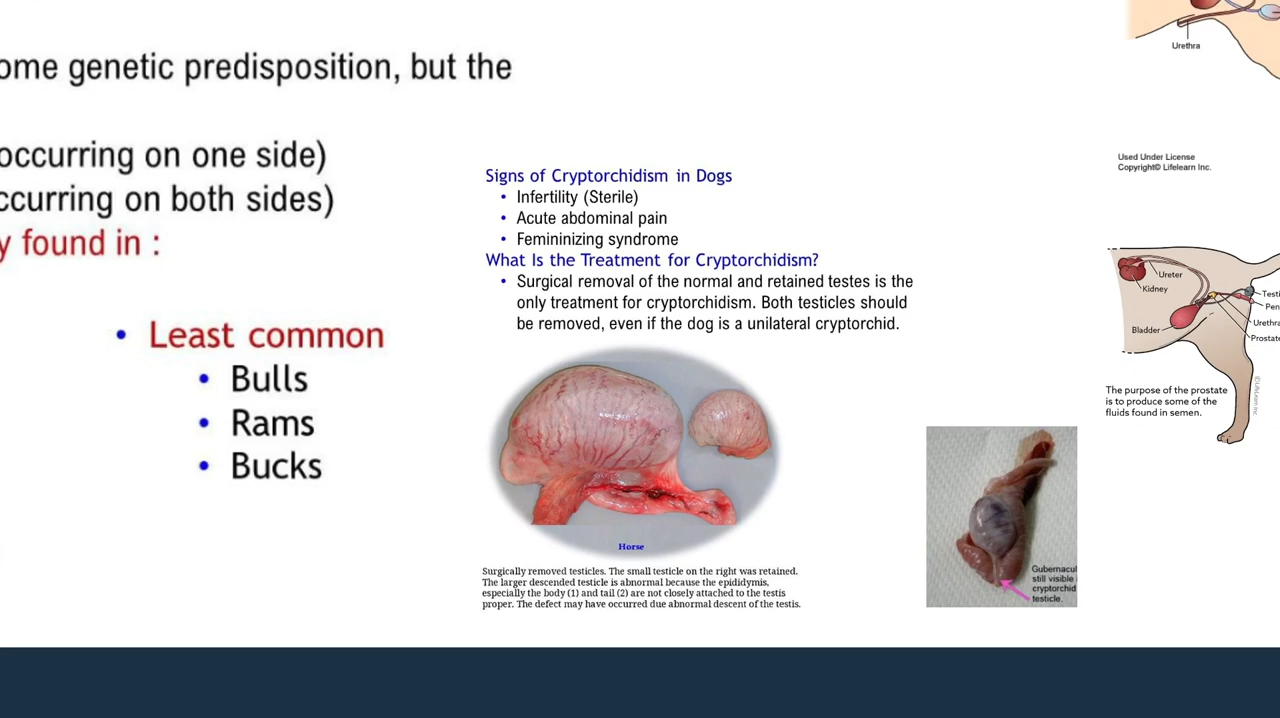 ome genetic predisposition, but the
occurring on one side)
ccurring on both sides)
y found in :
• Least common
• Bulls
• Rams
• Bucks
Signs of Cryptorchidism in Dogs
• Infertility (Sterile)
• Acute abdominal pain
• Femininizing syndrome
What Is the Treatment for Cryptorchidism?
• Surgical removal of the normal and retained testes is the
only treatment for cryptorchidism. Both testicles should
be removed, even if the dog is a unilateral cryptorchid.
Horse
Surgically removed testicles. The small testicle on the right was retained.
The larger descended testicle is abnormal because the epididymis,
especially the body (1) and tail (2) are not closely attached to the testis
proper. The defect may have occurred due abnormal descent of the testis.
Gubernacul
still visible
cryptorchid
testicle.
Urethra
Used Under License
Copyright© Lifelearn Inc.
Ureter
Kidney
Bladder
Testi
Pen
Urethra
Prostate
The purpose of the prostate
is to produce some of the
fluids found in semen.